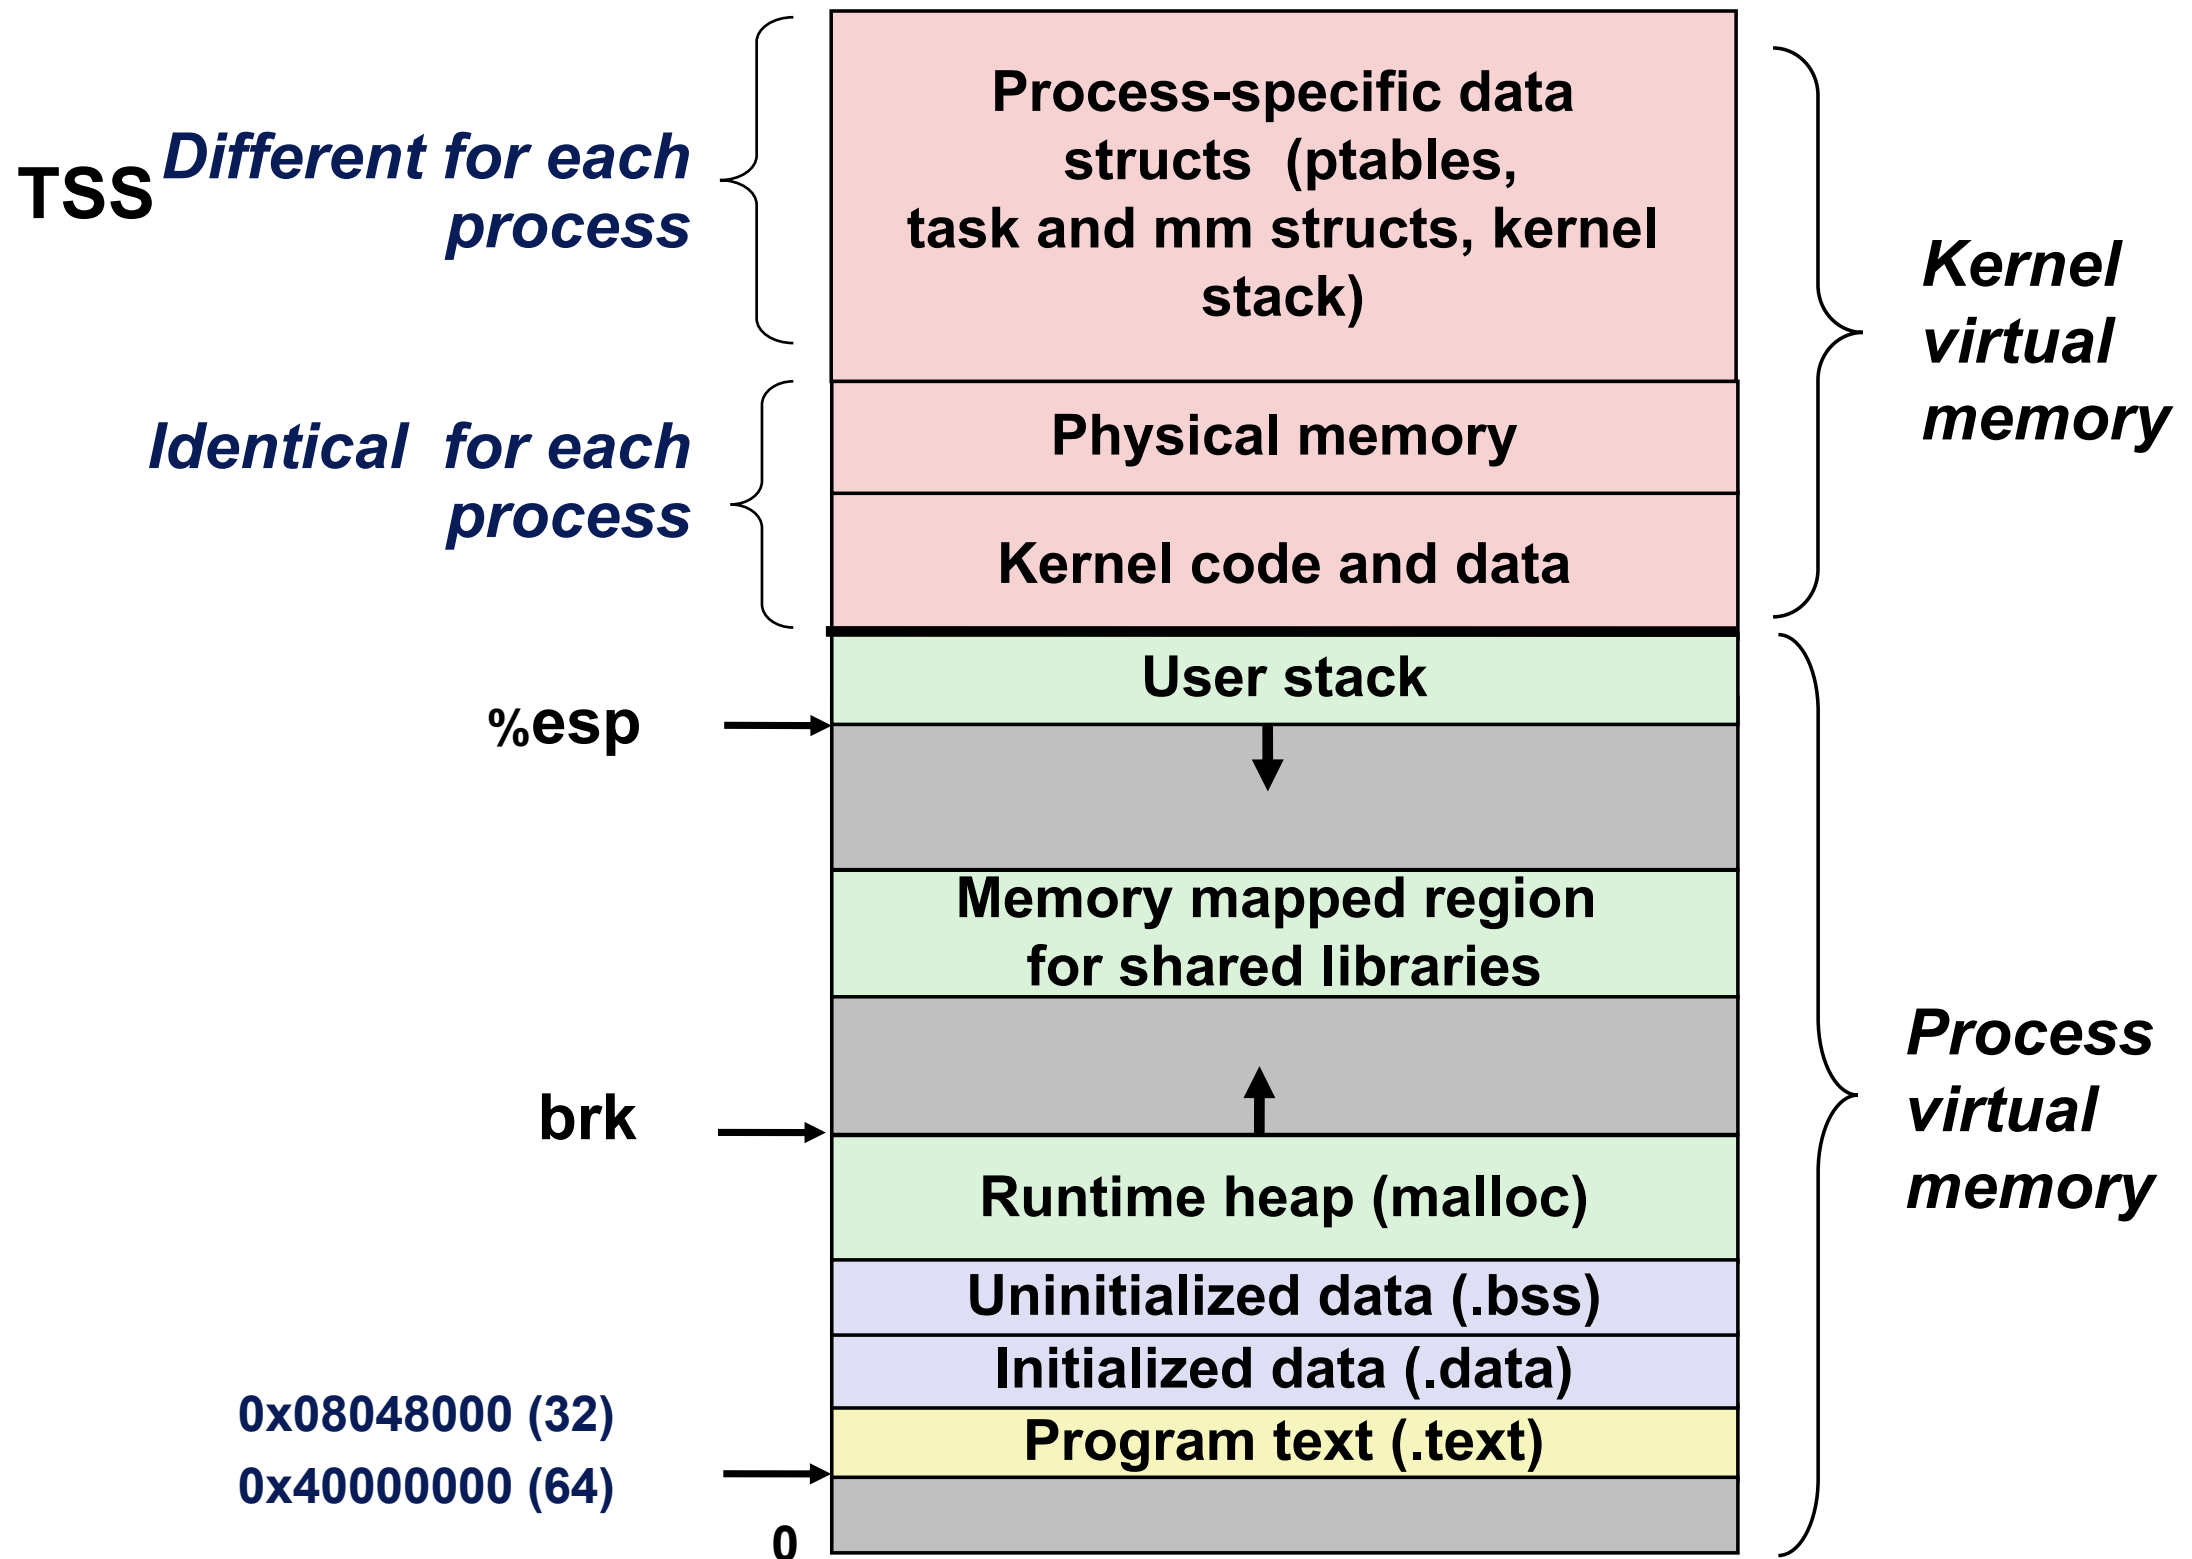 TSS
Different for each
process
Process-specific data
structs (ptables,
task and mm structs, kernel
stack)
Kernel
virtual
memory
Identical for each
process
Physical memory
Kernel code and data
User stack
%esp
Memory mapped region
for shared libraries
Process
virtual
memory
brk
Runtime heap (malloc)
Uninitialized data (.bss)
Initialized data (.data)
0x08048000 (32)
Program text (.text)
0x40000000 (64)
0